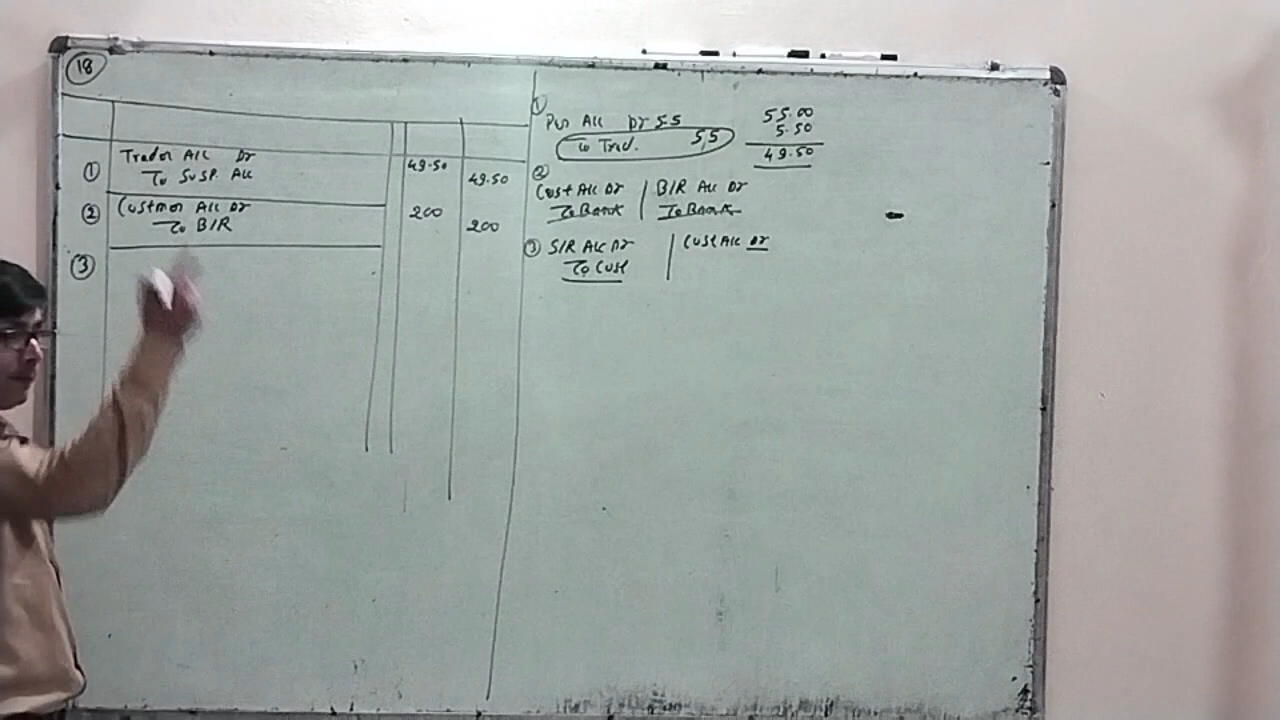 18
① Trador A/c Dr 49.50
To Susp. A/c 49.50
② Custmor A/c Dr 200
To B/R 200
③
①
Pur A/c Dr 5.5
To Trad. 5,5
55.00
5.50
49.50
②
Cust A/c Dr | B/R A/c Dr
To Bank | To Bank
③ S/R A/c Dr | Cust A/c Dr
To Cust